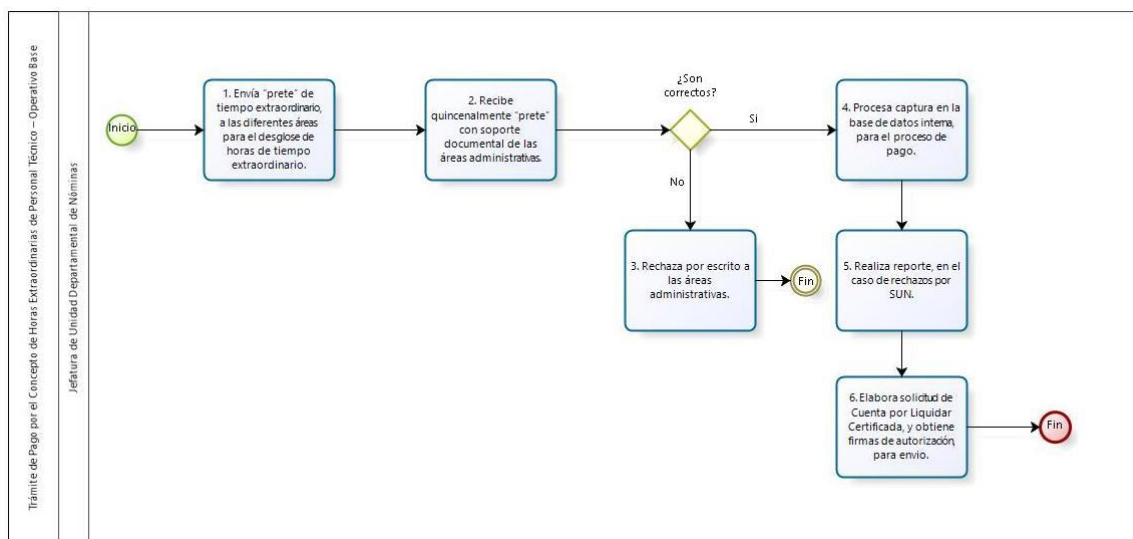 Trámite de Pago por el Concepto de Horas Extraordinarias de Personal Técnico – Operativo Base
Jefatura de Unidad Departamental de Nóminas
Inicio
1. Envía "prete" de
tiempo extraordinario,
a las diferentes áreas
para el desglose de
horas de tiempo
extraordinario.
2. Recibe
quincenalmente "prete"
con soporte
documental de las
áreas administrativas.
¿Son
correctos?
Si
No
3. Rechaza por escrito a
las áreas
administrativas.
Fin
4. Procesa captura en la
base de datos interna,
para el proceso de
pago.
5. Realiza reporte, en el
caso de rechazos por
SUN.
6. Elabora solicitud de
Cuenta por Liquidar
Certificada, y obtiene
firmas de autorización,
para envio.
Fin